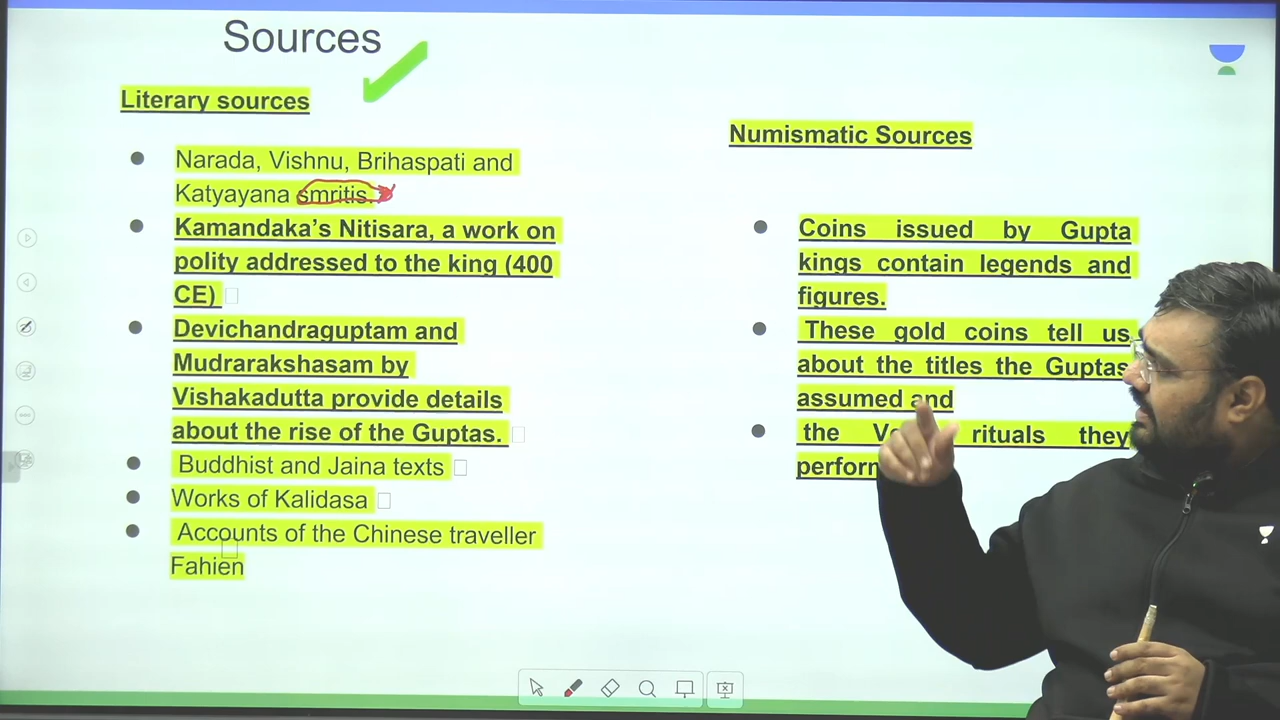 Sources
Literary sources
Narada, Vishnu, Brihaspati and
Katyayana smritis.
Kamandaka's Nitisara, a work on
polity addressed to the king (400
CE)
Devichandraguptam and
Mudrarakshasam by
Vishakadutta provide details
about the rise of the Guptas.
Buddhist and Jaina texts
Works of Kalidasa
Accounts of the Chinese traveller
Fahien
Numismatic Sources
Coins issued by Gupta
kings contain legends and
figures.
These gold coins tell us
about the titles the Guptas
assumed and
the rituals they